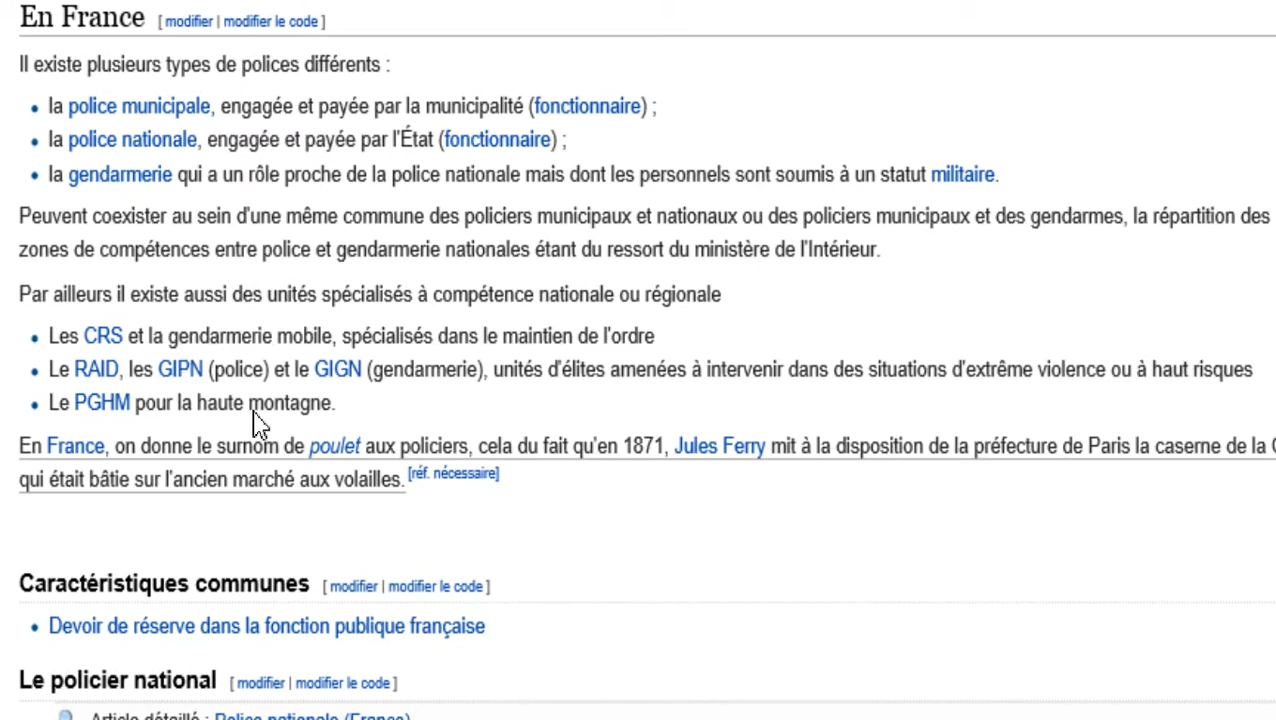 En France [ modifier | modifier le code ]
Il existe plusieurs types de polices différents :
la police municipale, engagée et payée par la municipalité (fonctionnaire) ;
la police nationale, engagée et payée par l'État (fonctionnaire) ;
la gendarmerie qui a un rôle proche de la police nationale mais dont les personnels sont soumis à un statut militaire.
Peuvent coexister au sein d'une même commune des policiers municipaux et nationaux ou des policiers municipaux et des gendarmes, la répartition des
zones de compétences entre police et gendarmerie nationales étant du ressort du ministère de l'Intérieur.
Par ailleurs il existe aussi des unités spécialisés à compétence nationale ou régionale
Les CRS et la gendarmerie mobile, spécialisés dans le maintien de l'ordre
Le RAID, les GIPN (police) et le GIGN (gendarmerie), unités d'élites amenées à intervenir dans des situations d'extrême violence ou à haut risques
Le PGHM pour la haute montagne.
En France, on donne le surnom de poulet aux policiers, cela du fait qu'en 1871, Jules Ferry mit à la disposition de la préfecture de Paris la caserne de la
qui était bâtie sur l'ancien marché aux volailles. [réf. nécessaire]
Caractéristiques communes [ modifier | modifier le code ]
Devoir de réserve dans la fonction publique française
Le policier national [ modifier | modifier le code ]
Article détaillé : Police nationale (France)